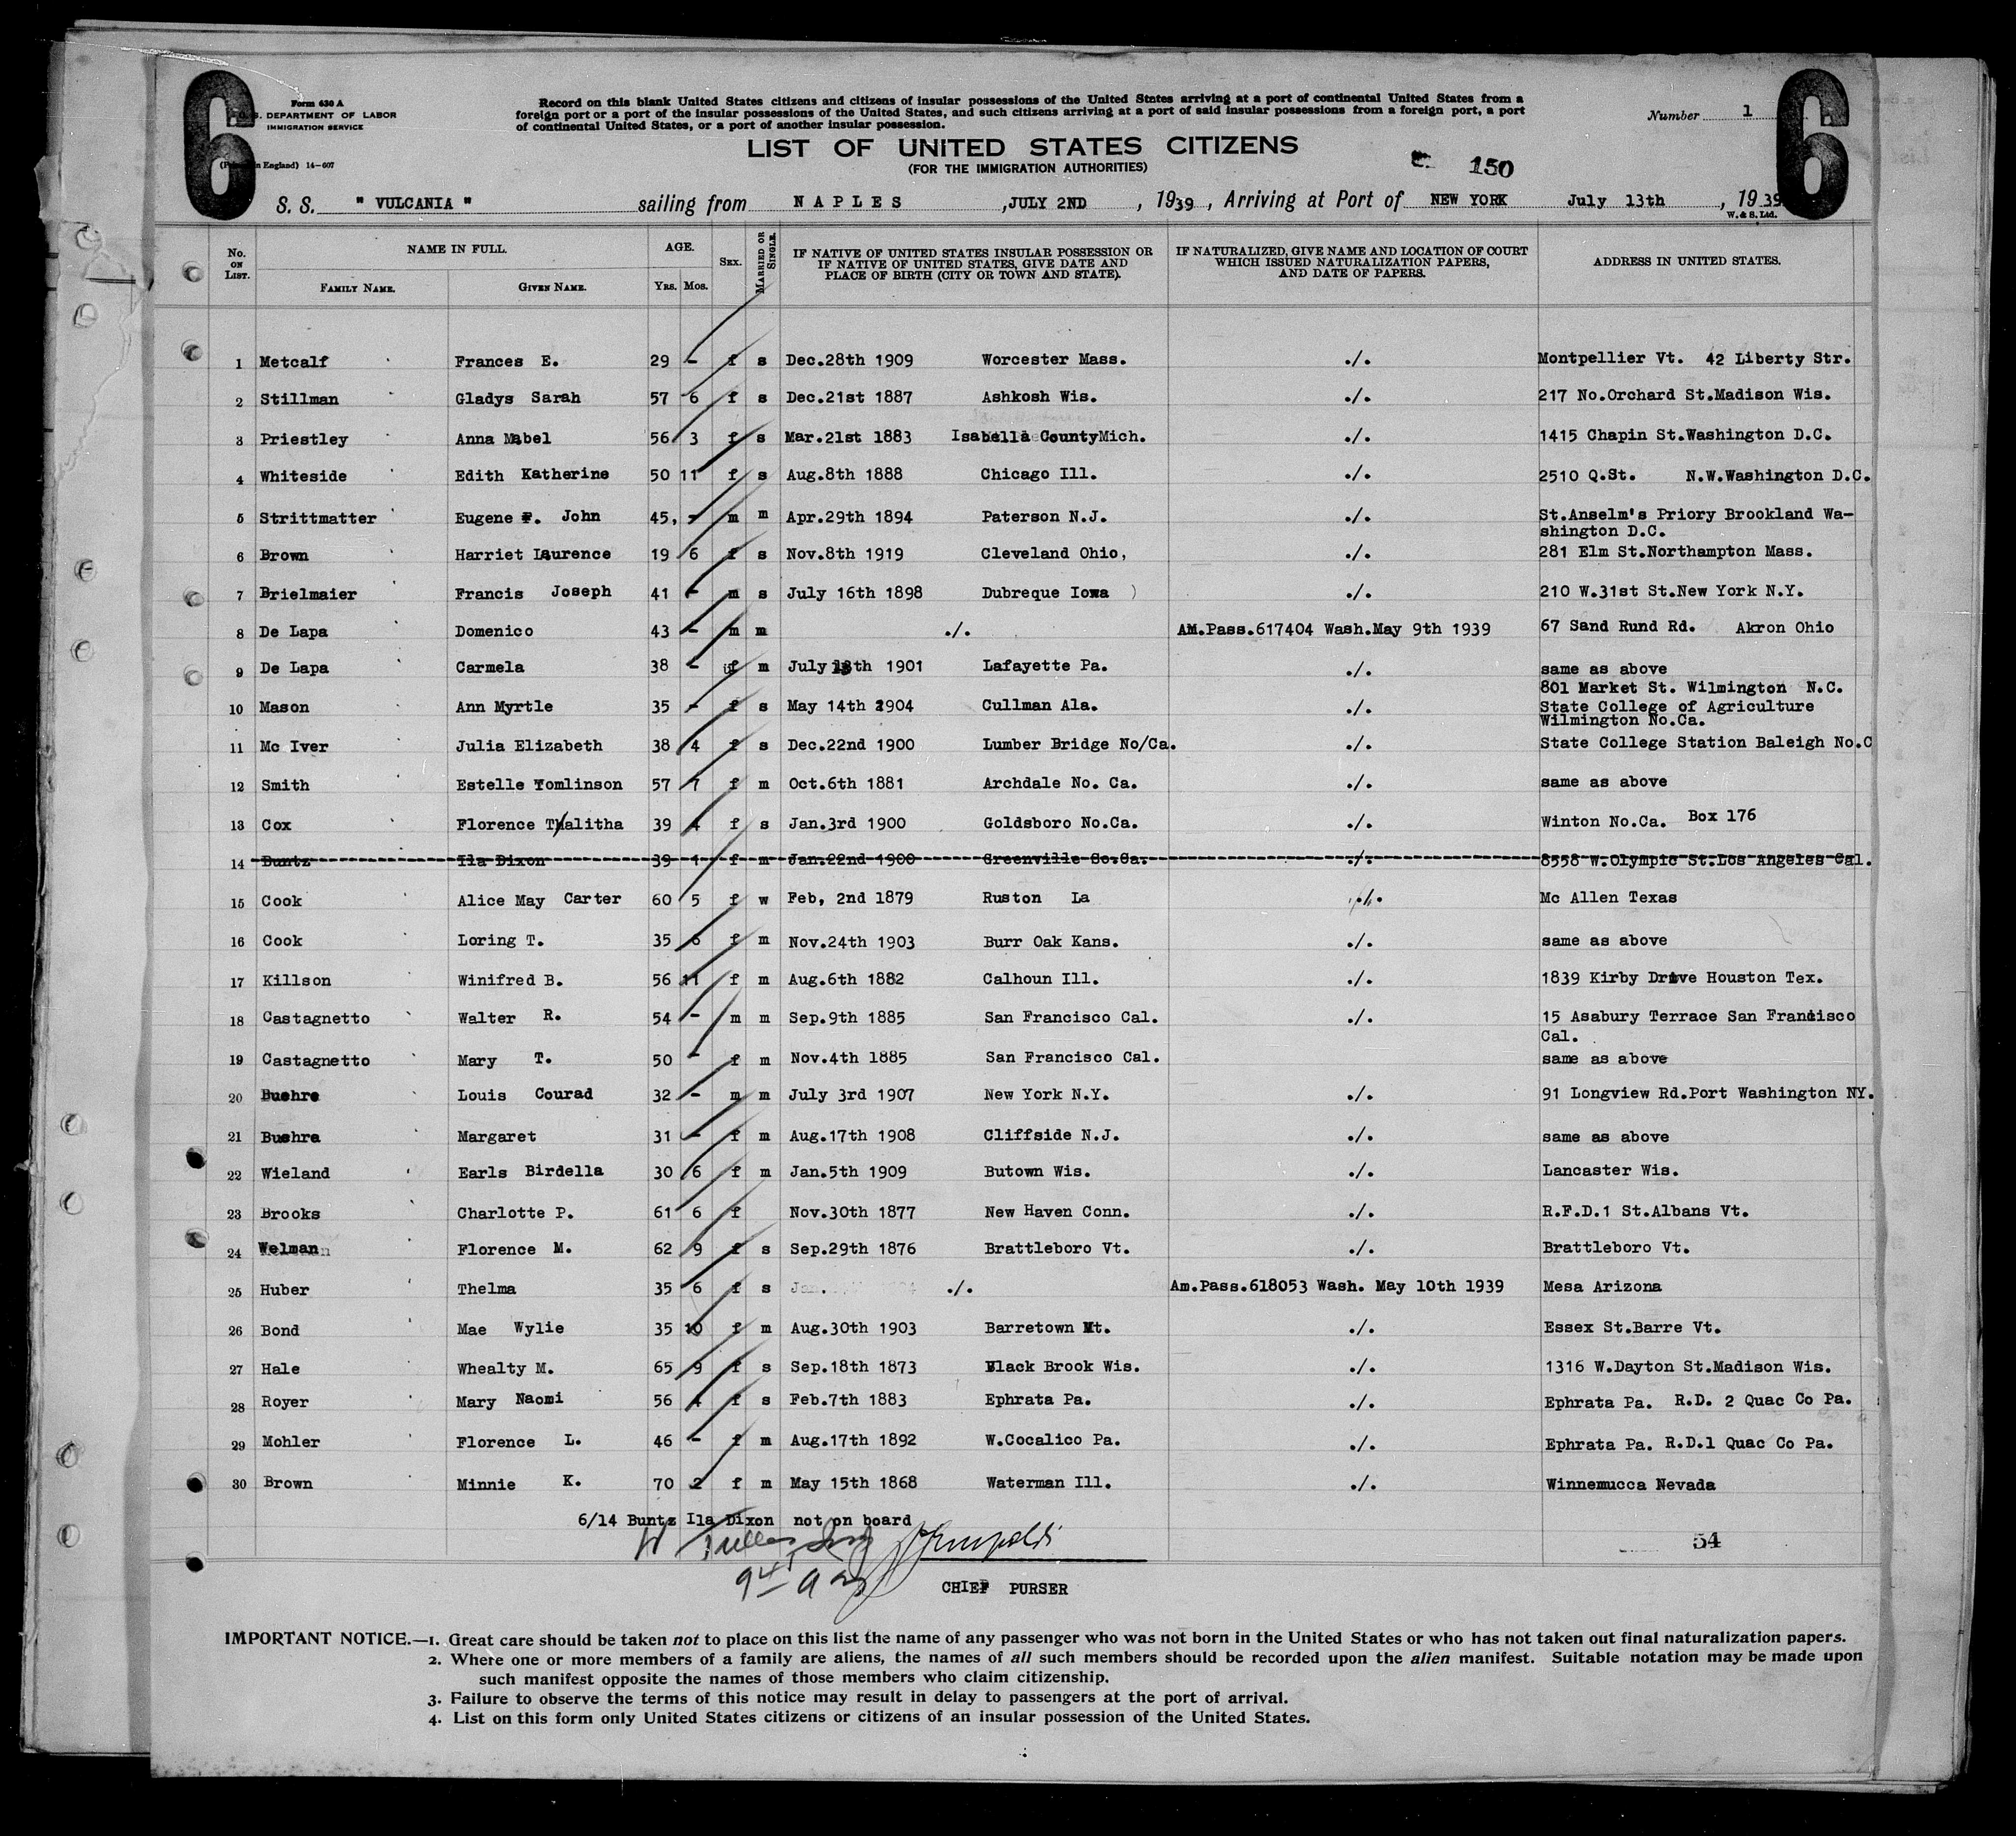 6
6
Form 630 A
U. S. DEPARTMENT OF LABOR
IMMIGRATION SERVICE
in England) 14-607
Record on this blank United States citizens and citizens of insular possessions of the United States arriving at a port of continental United States from a
foreign port or a port of the insular possessions of the United States, and such citizens arriving at a port of said insular possessions from a foreign port, a port
of continental United States, or a port of another insular possession.
Number 1
LIST OF UNITED STATES CITIZENS
(FOR THE IMMIGRATION AUTHORITIES)
150
S. S. " VULCANIA " sailing from NAPLES ,JULY 2ND , 1939 , Arriving at Port of NEW YORK July 13th , 1939
W. & S. Ltd.
No. ON LIST. NAME IN FULL. AGE. SEX. MARRIED OR SINGLE. IF NATIVE OF UNITED STATES INSULAR POSSESSION OR IF NATIVE OF UNITED STATES, GIVE DATE AND PLACE OF BIRTH (CITY OR TOWN AND STATE). IF NATURALIZED, GIVE NAME AND LOCATION OF COURT WHICH ISSUED NATURALIZATION PAPERS, AND DATE OF PAPERS. ADDRESS IN UNITED STATES.
FAMILY NAME. GIVEN NAME. YRS. MOS.
1 Metcalf Frances E. 29 - f s Dec.28th 1909 Worcester Mass. ./. Montpellier Vt. 42 Liberty Str.
2 Stillman Gladys Sarah 57 6 f s Dec.21st 1887 Ashkosh Wis. ./. 217 No.Orchard St.Madison Wis.
3 Priestley Anna Mabel 56 3 f s Mar.21st 1883 Isabella County Mich. ./. 1415 Chapin St.Washington D.C.
4 Whiteside Edith Katherine 50 11 f s Aug.8th 1888 Chicago Ill. ./. 2510 Q.St. N.W.Washington D.C.
5 Strittmatter Eugene F. John 45, - m m Apr.29th 1894 Paterson N.J. ./. St.Anselm's Priory Brookland Wa-
shington D.C.
6 Brown Harriet Laurence 19 6 f s Nov.8th 1919 Cleveland Ohio, ./. 281 Elm St.Northampton Mass.
7 Brielmaier Francis Joseph 41 - m s July 16th 1898 Dubreque Iowa ) ./. 210 W.31st St.New York N.Y.
8 De Lapa Domenico 43 - m m ./. AM.Pass.617404 Wash.May 9th 1939 67 Sand Rund Rd. Akron Ohio
9 De Lapa Carmela 38 - f m July 13th 1901 Lafayette Pa. ./. same as above
801 Market St. Wilmington N.C.
10 Mason Ann Myrtle 35 - f s May 14th 1904 Cullman Ala. ./. State College of Agriculture
Wilmington No.Ca.
11 Mc Iver Julia Elizabeth 38 4 f s Dec.22nd 1900 Lumber Bridge No/Ca. ./. State College Station Baleigh No.C
12 Smith Estelle Tomlinson 57 7 f m Oct.6th 1881 Archdale No. Ca. ./. same as above
13 Cox Florence Thalitha 39 4 f s Jan.3rd 1900 Goldsboro No.Ca. ./. Winton No.Ca. Box 176
14 Buntz Ila Dixon 39 1 f m Jan.22nd 1900 Greenville So.Ca. ./. 8558 W.Olympic St.Los Angeles Cal.
15 Cook Alice May Carter 60 5 f w Feb, 2nd 1879 Ruston La ./. Mc Allen Texas
16 Cook Loring T. 35 6 f m Nov.24th 1903 Burr Oak Kans. ./. same as above
17 Killson Winifred B. 56 11 f m Aug.6th 1882 Calhoun Ill. ./. 1839 Kirby Drive Houston Tex.
18 Castagnetto Walter R. 54 - m m Sep.9th 1885 San Francisco Cal. ./. 15 Asabury Terrace San Francisco
Cal.
19 Castagnetto Mary T. 50 - f m Nov.4th 1885 San Francisco Cal. same as above
20 Buehre Louis Courad 32 - m m July 3rd 1907 New York N.Y. ./. 91 Longview Rd.Port Washington NY.
21 Buehre Margaret 31 - f m Aug.17th 1908 Cliffside N.J. ./. same as above
22 Wieland Earls Birdella 30 6 f m Jan.5th 1909 Butown Wis. ./. Lancaster Wis.
23 Brooks Charlotte P. 61 6 f Nov.30th 1877 New Haven Conn. ./. R.F.D.1 St.Albans Vt.
24 Welman Florence M. 62 9 f s Sep.29th 1876 Brattleboro Vt. ./. Brattleboro Vt.
25 Huber Thelma 35 6 f s Jan. ./. Am.Pass.618053 Wash. May 10th 1939 Mesa Arizona
26 Bond Mae Wylie 35 10 f m Aug.30th 1903 Barretown Mt. ./. Essex St.Barre Vt.
27 Hale Whealty M. 65 9 f s Sep.18th 1873 Black Brook Wis. ./. 1316 W.Dayton St.Madison Wis.
28 Royer Mary Naomi 56 4 f s Feb.7th 1883 Ephrata Pa. ./. Ephrata Pa. R.D. 2 Quac Co Pa.
29 Mohler Florence L. 46 - f m Aug.17th 1892 W.Cocalico Pa. ./. Ephrata Pa. R.D.1 Quac Co Pa.
30 Brown Minnie K. 70 2 f m May 15th 1868 Waterman Ill. ./. Winnemucca Nevada
6/14 Buntz Ila Dixon not on board
54
CHIEF PURSER
IMPORTANT NOTICE.—1. Great care should be taken not to place on this list the name of any passenger who was not born in the United States or who has not taken out final naturalization papers.
2. Where one or more members of a family are aliens, the names of all such members should be recorded upon the alien manifest. Suitable notation may be made upon
such manifest opposite the names of those members who claim citizenship.
3. Failure to observe the terms of this notice may result in delay to passengers at the port of arrival.
4. List on this form only United States citizens or citizens of an insular possession of the United States.